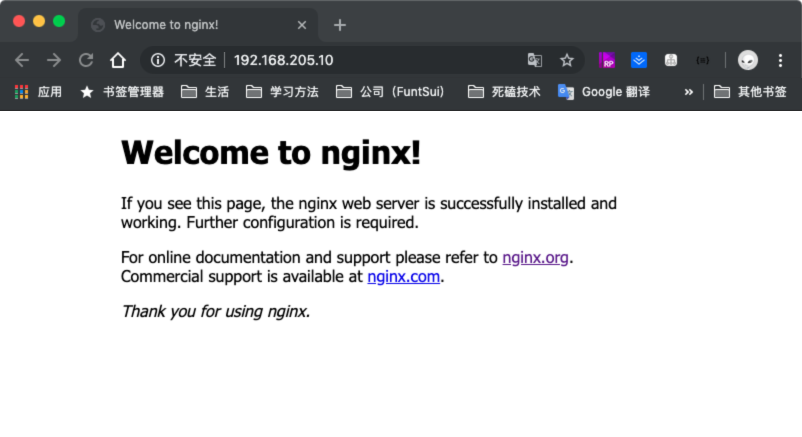 Welcome to nginx!
不安全 192.168.205.10
RP
应用 书签管理器 生活 学习方法 公司（FuntSui） 死磕技术 Google 翻译 » 其他书签
Welcome to nginx!
If you see this page, the nginx web server is successfully installed and
working. Further configuration is required.
For online documentation and support please refer to nginx.org.
Commercial support is available at nginx.com.
Thank you for using nginx.